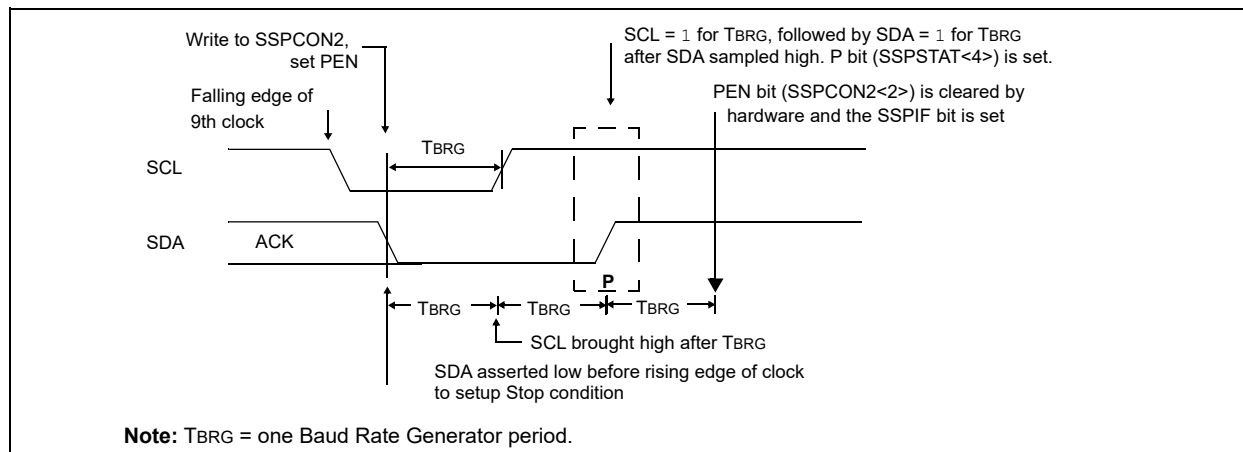 Write to SSPCON2,
set PEN
SCL = 1 for TBRG, followed by SDA = 1 for TBRG
after SDA sampled high. P bit (SSPSTAT<4>) is set.
Falling edge of
9th clock
PEN bit (SSPCON2<2>) is cleared by
hardware and the SSPIF bit is set
TBRG
SCL
SDA
ACK
P
TBRG
TBRG
TBRG
SCL brought high after TBRG
SDA asserted low before rising edge of clock
to setup Stop condition
Note: TBRG = one Baud Rate Generator period.